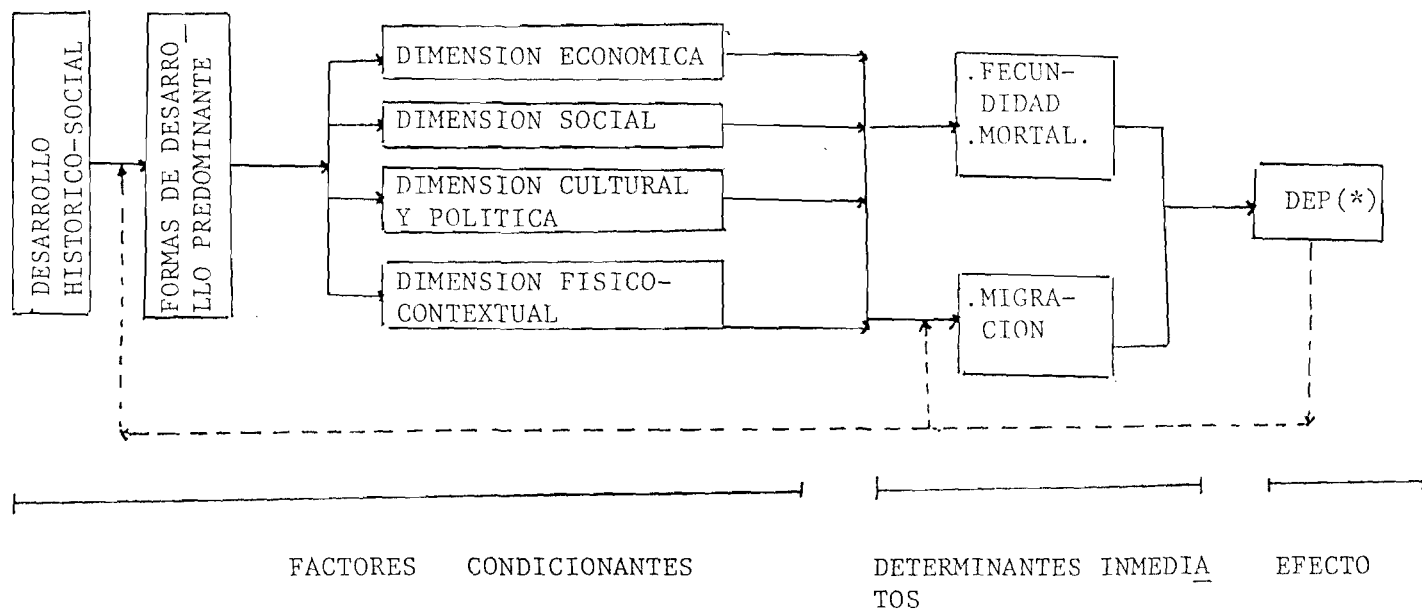 DESARROLLO
HISTORICO-SOCIAL
FORMAS DE DESARRO_
LLO PREDOMINANTE
DIMENSION ECONOMICA
DIMENSION SOCIAL
DIMENSION CULTURAL
Y POLITICA
DIMENSION FISICO-
CONTEXTUAL
.FECUN-
DIDAD
.MORTAL.
.MIGRA-
CION
DEP(*)
FACTORES CONDICIONANTES
DETERMINANTES INMEDIA
TOS
EFECTO